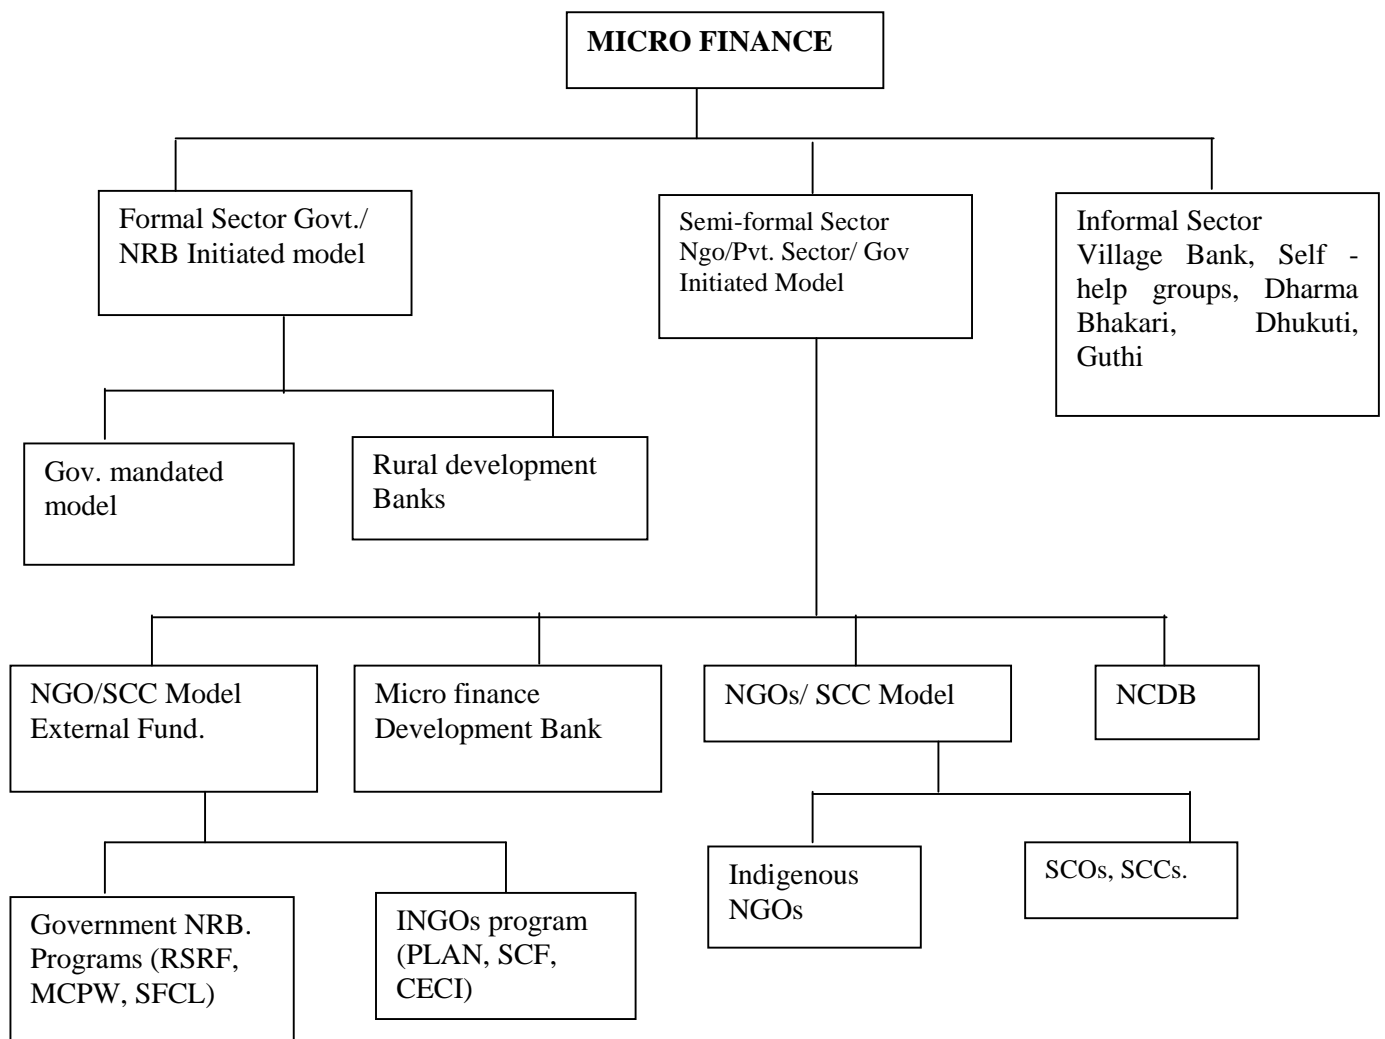 MICRO FINANCE
Formal Sector Govt./
NRB Initiated model
Semi-formal Sector
Ngo/Pvt. Sector/ Gov
Initiated Model
Informal Sector
Village Bank, Self -
help groups, Dharma
Bhakari, Dhukuti,
Guthi
Gov. mandated
model
Rural development
Banks
NGO/SCC Model
External Fund.
Micro finance
Development Bank
NGOs/ SCC Model
NCDB
Government NRB.
Programs (RSRF,
MCPW, SFCL)
INGOs program
(PLAN, SCF,
CECI)
Indigenous
NGOs
SCOs, SCCs.